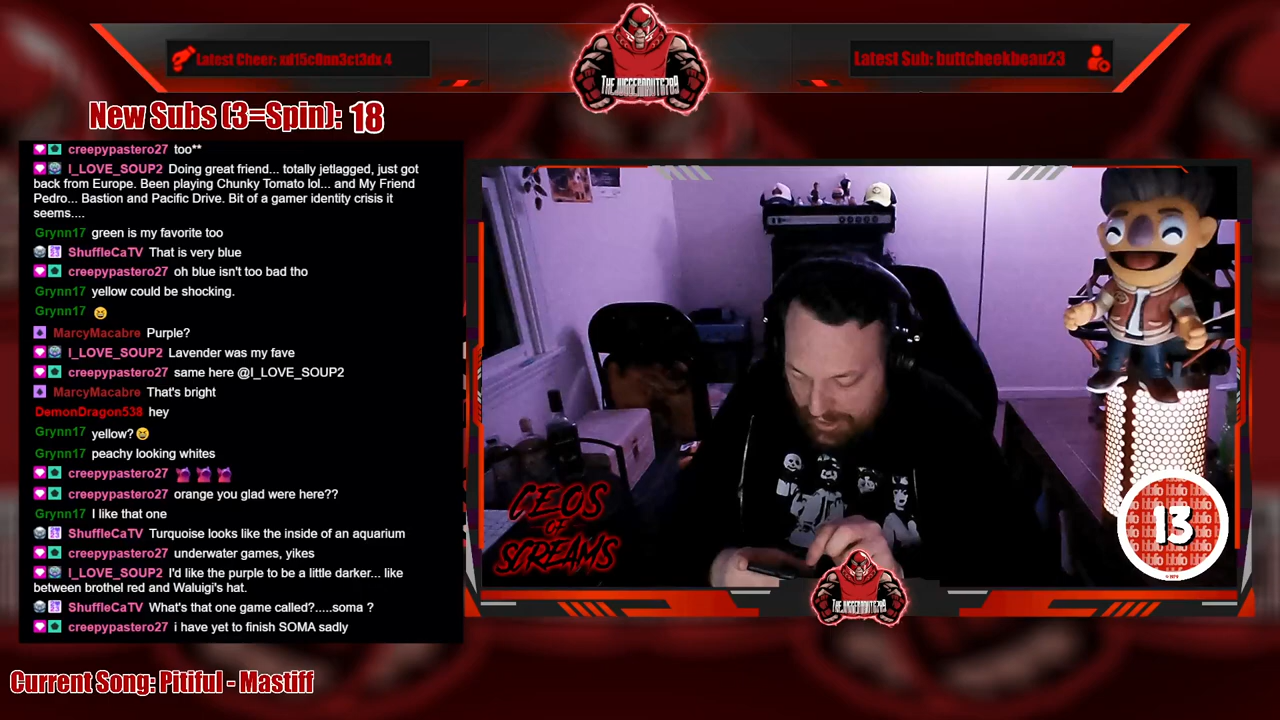 Latest Cheer: xd15c0nn3ct3dx 4
THEJUGGERNAUT6789
Latest Sub: buttcheekbeau23
New Subs (3=Spin): 18
creepypastero27 too**
I_LOVE_SOUP2 Doing great friend... totally jetlagged, just got
back from Europe. Been playing Chunky Tomato lol... and My Friend
Pedro... Bastion and Pacific Drive. Bit of a gamer identity crisis it
seems....
Grynn17 green is my favorite too
ShuffleCaTV That is very blue
creepypastero27 oh blue isn't too bad tho
Grynn17 yellow could be shocking.
Grynn17
MarcyMacabre Purple?
I_LOVE_SOUP2 Lavender was my fave
creepypastero27 same here @I_LOVE_SOUP2
MarcyMacabre That's bright
DemonDragon538 hey
Grynn17 yellow?
Grynn17 peachy looking whites
creepypastero27
creepypastero27 orange you glad were here??
Grynn17 I like that one
ShuffleCaTV Turquoise looks like the inside of an aquarium
creepypastero27 underwater games, yikes
I_LOVE_SOUP2 I'd like the purple to be a little darker... like
between brothel red and Waluigi's hat.
ShuffleCaTV What's that one game called?.....soma ?
creepypastero27 i have yet to finish SOMA sadly
CEOS
OF
SCREAMS
13
THEJUGGERNAUT6789
Current Song: Pitiful - Mastiff